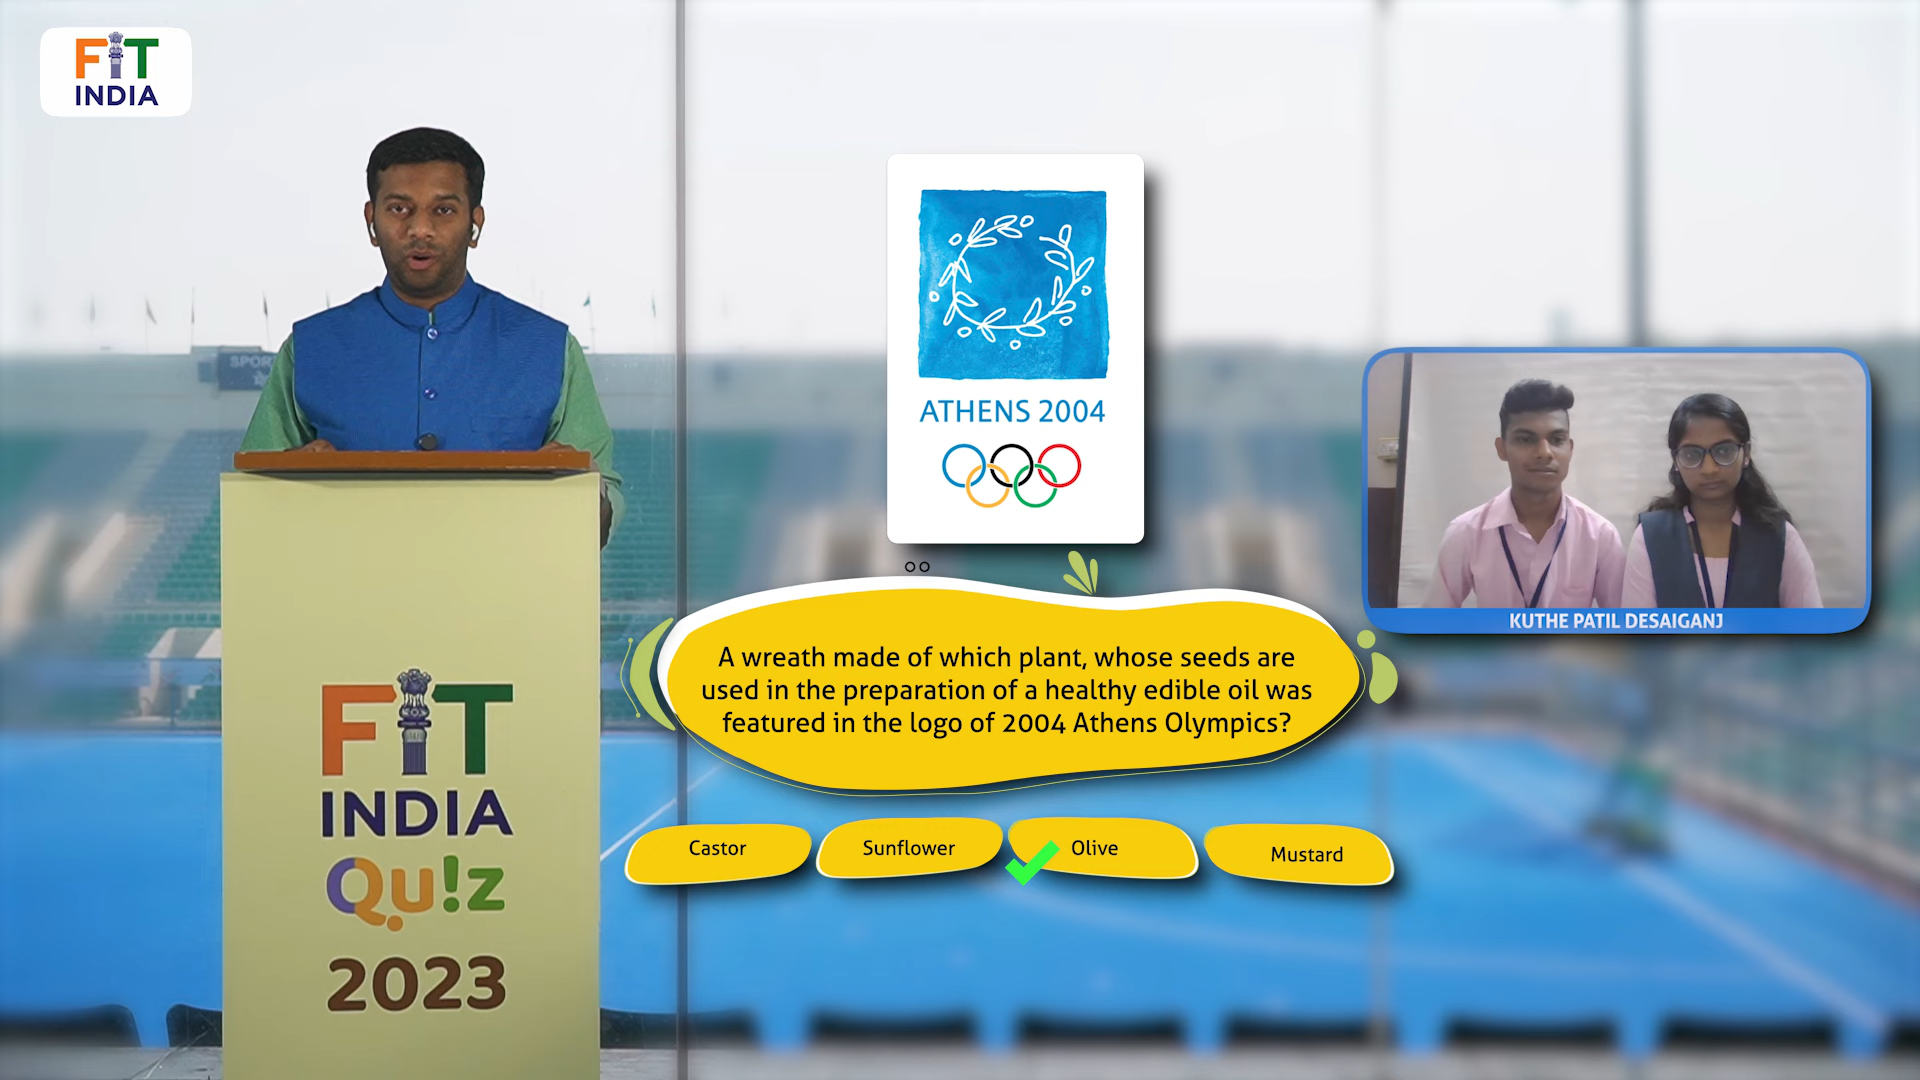 FIT
INDIA
SPOR
ATHENS 2004
KUTHE PATIL DESAIGANJ
A wreath made of which plant, whose seeds are
used in the preparation of a healthy edible oil was
featured in the logo of 2004 Athens Olympics?
Castor
Sunflower
Olive
Mustard
FIT
INDIA
Qu!z
2023